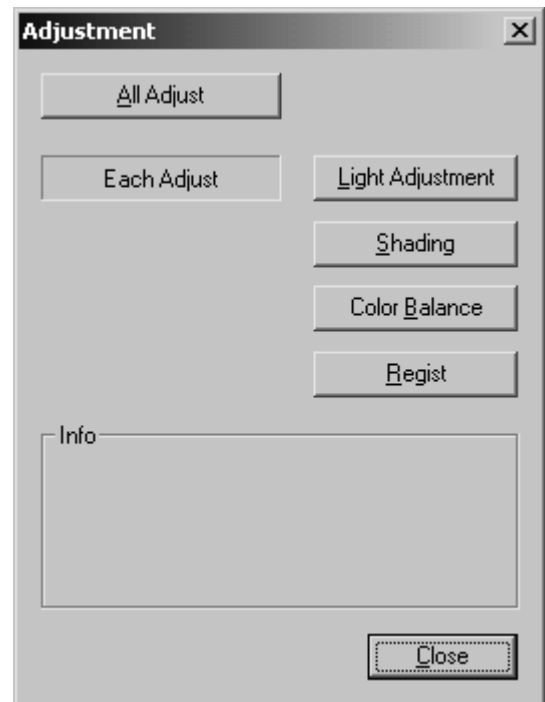 Adjustment
All Adjust
Each Adjust
Light Adjustment
Shading
Color Balance
Regist
Info
Close